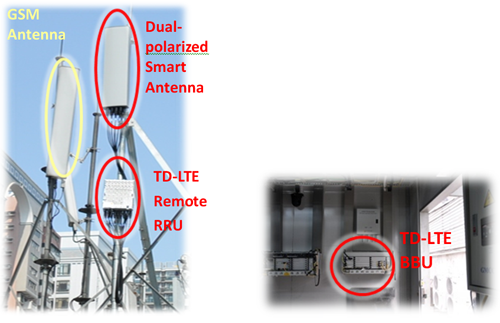 GSM
Antenna
Dual-
polarized
Smart
Antenna
TD-LTE
Remote
RRU
TD-LTE
BBU